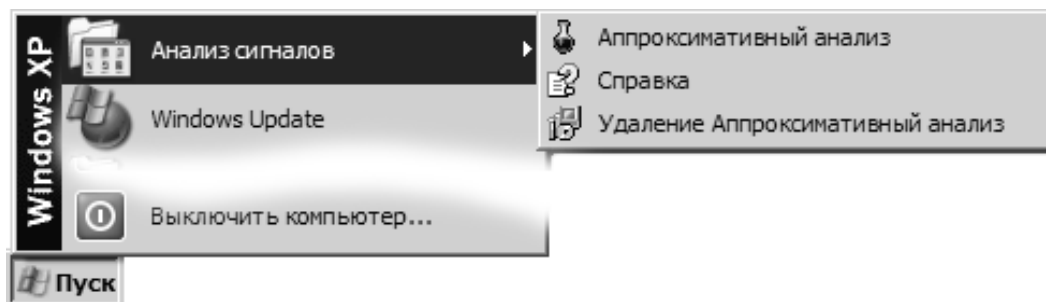 Windows XP
Анализ сигналов
Windows Update
Выключить компьютер...
Пуск
Аппроксимативный анализ
Справка
Удаление Аппроксимативный анализ